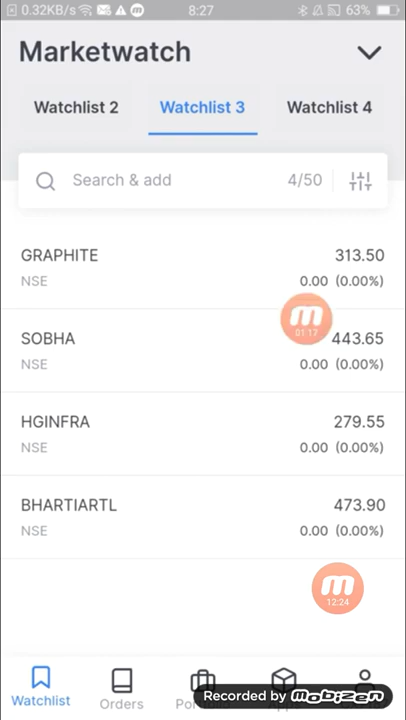 0.32KB/s 8:27 63%
Marketwatch
Watchlist 2 Watchlist 3 Watchlist 4
Search & add 4/50
GRAPHITE 313.50
NSE 0.00 (0.00%)
m
01:17
SOBHA 443.65
NSE 0.00 (0.00%)
HGINFRA 279.55
NSE 0.00 (0.00%)
BHARTIARTL 473.90
NSE 0.00 (0.00%)
m
12:24
Watchlist Orders
Recorded by MOBIZEN